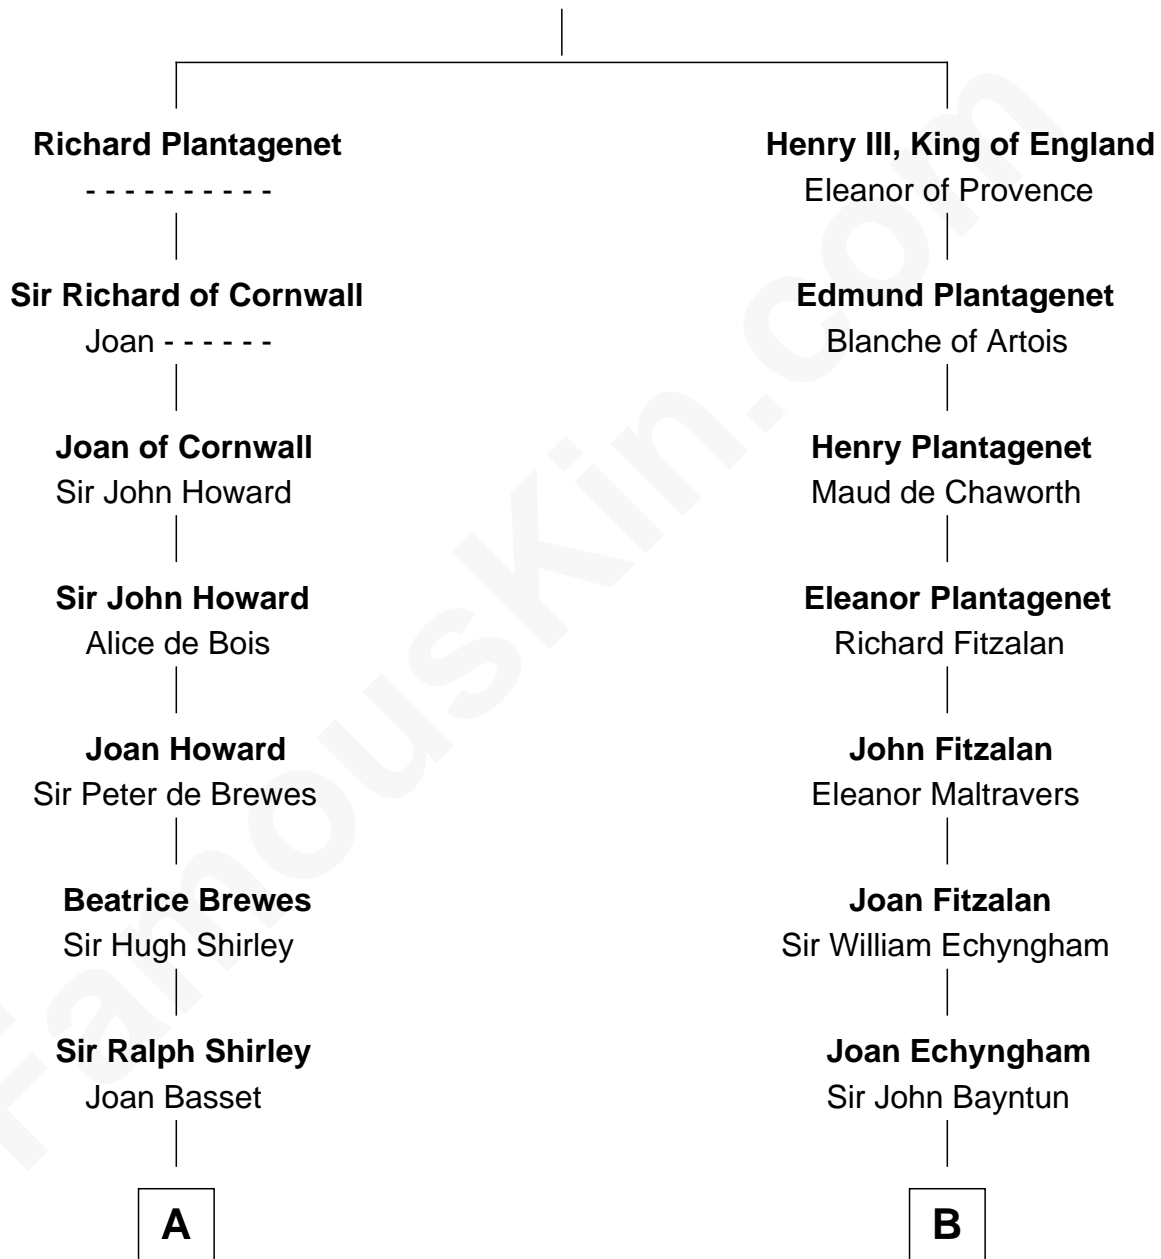 Richard Plantagenet
- - - - - - - - - -
Sir Richard of Cornwall
Joan - - - - - -
Joan of Cornwall
Sir John Howard
Sir John Howard
Alice de Bois
Joan Howard
Sir Peter de Brewes
Beatrice Brewes
Sir Hugh Shirley
Sir Ralph Shirley
Joan Basset
A
Henry III, King of England
Eleanor of Provence
Edmund Plantagenet
Blanche of Artois
Henry Plantagenet
Maud de Chaworth
Eleanor Plantagenet
Richard Fitzalan
John Fitzalan
Eleanor Maltravers
Joan Fitzalan
Sir William Echyngham
Joan Echyngham
Sir John Bayntun
B
FamousKin.com